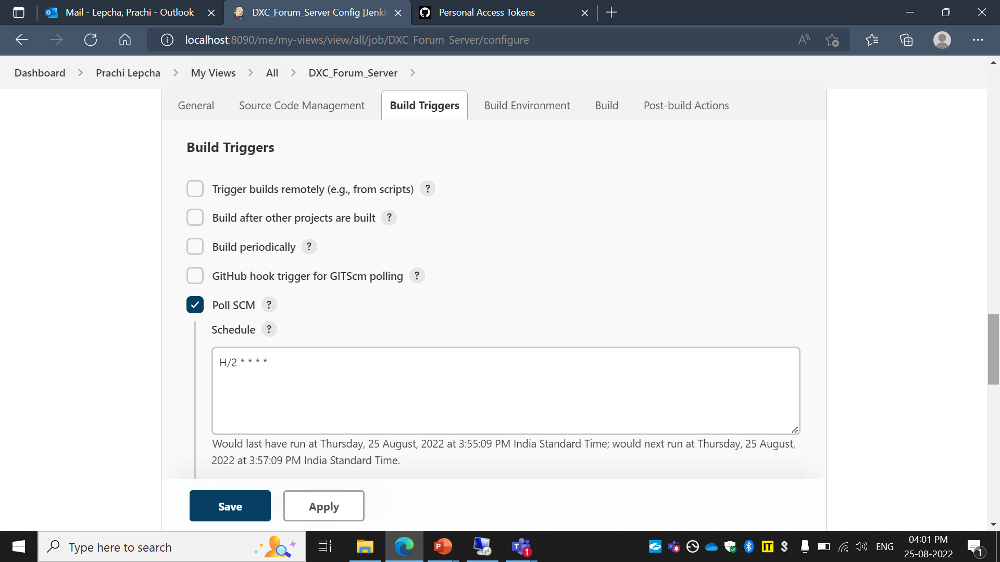 Mail - Lepcha, Prachi - Outlook
DXC_Forum_Server Config [Jenki
Personal Access Tokens
localhost:8090/me/my-views/view/all/job/DXC_Forum_Server/configure
Dashboard > Prachi Lepcha > My Views > All > DXC_Forum_Server >
General Source Code Management Build Triggers Build Environment Build Post-build Actions
Build Triggers
Trigger builds remotely (e.g., from scripts) ?
Build after other projects are built ?
Build periodically ?
GitHub hook trigger for GITScm polling ?
Poll SCM ?
Schedule ?
H/2 * * * *
Would last have run at Thursday, 25 August, 2022 at 3:55:09 PM India Standard Time; would next run at Thursday, 25 August,
2022 at 3:57:09 PM India Standard Time.
Save Apply
Type here to search
ENG
04:01 PM
25-08-2022
1
1